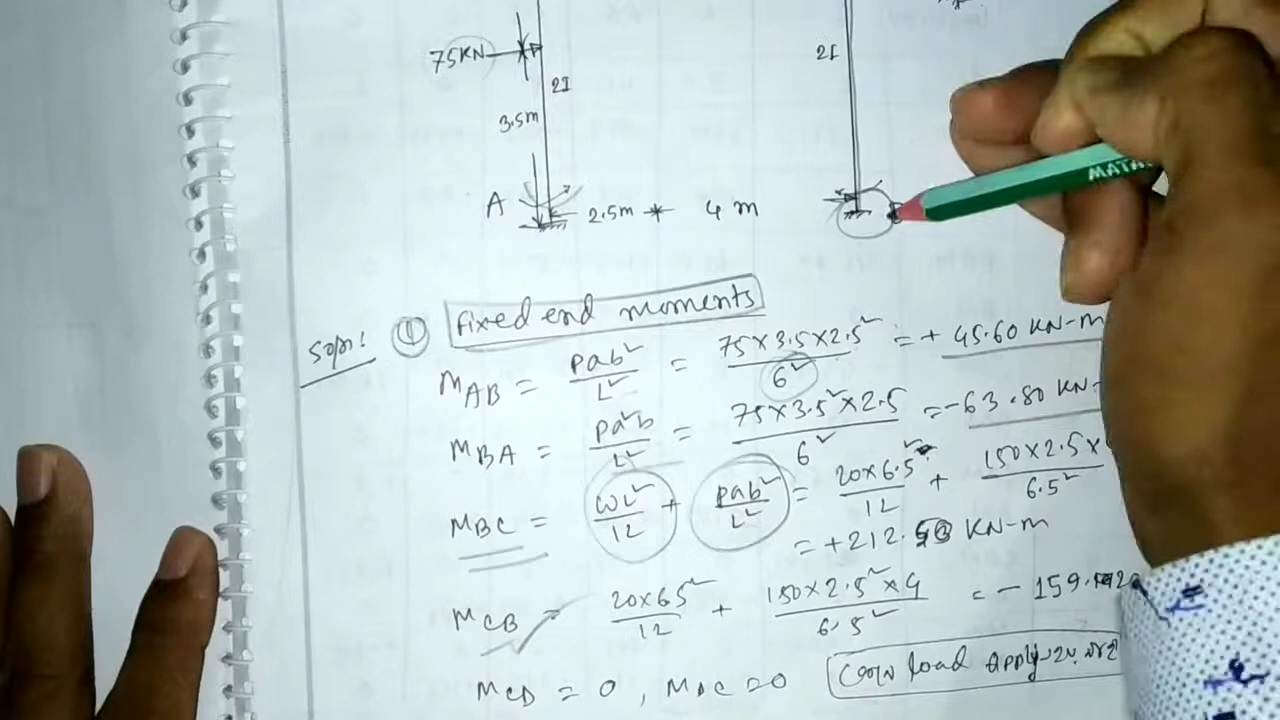 75KN
2I
2I
3.5m
A
2.5m
4 m
MATA
Soln:
① Fixed end moments
MAB = Pab²/L² = 75×3.5×2.5²/6² = + 45.60 KN-m
MBA = Pa²b/L² = 75×3.5²×2.5/6² = -63.80 KN-
MBC = WL²/12 + Pab²/L² = 20×6.5²/12 + 150×2.5×/6.5²
= +212. KN-m
MCB = 20×65²/12 + 150×2.5²×4/6.5² = - 159.
MCD = 0, MDC = 0
load apply